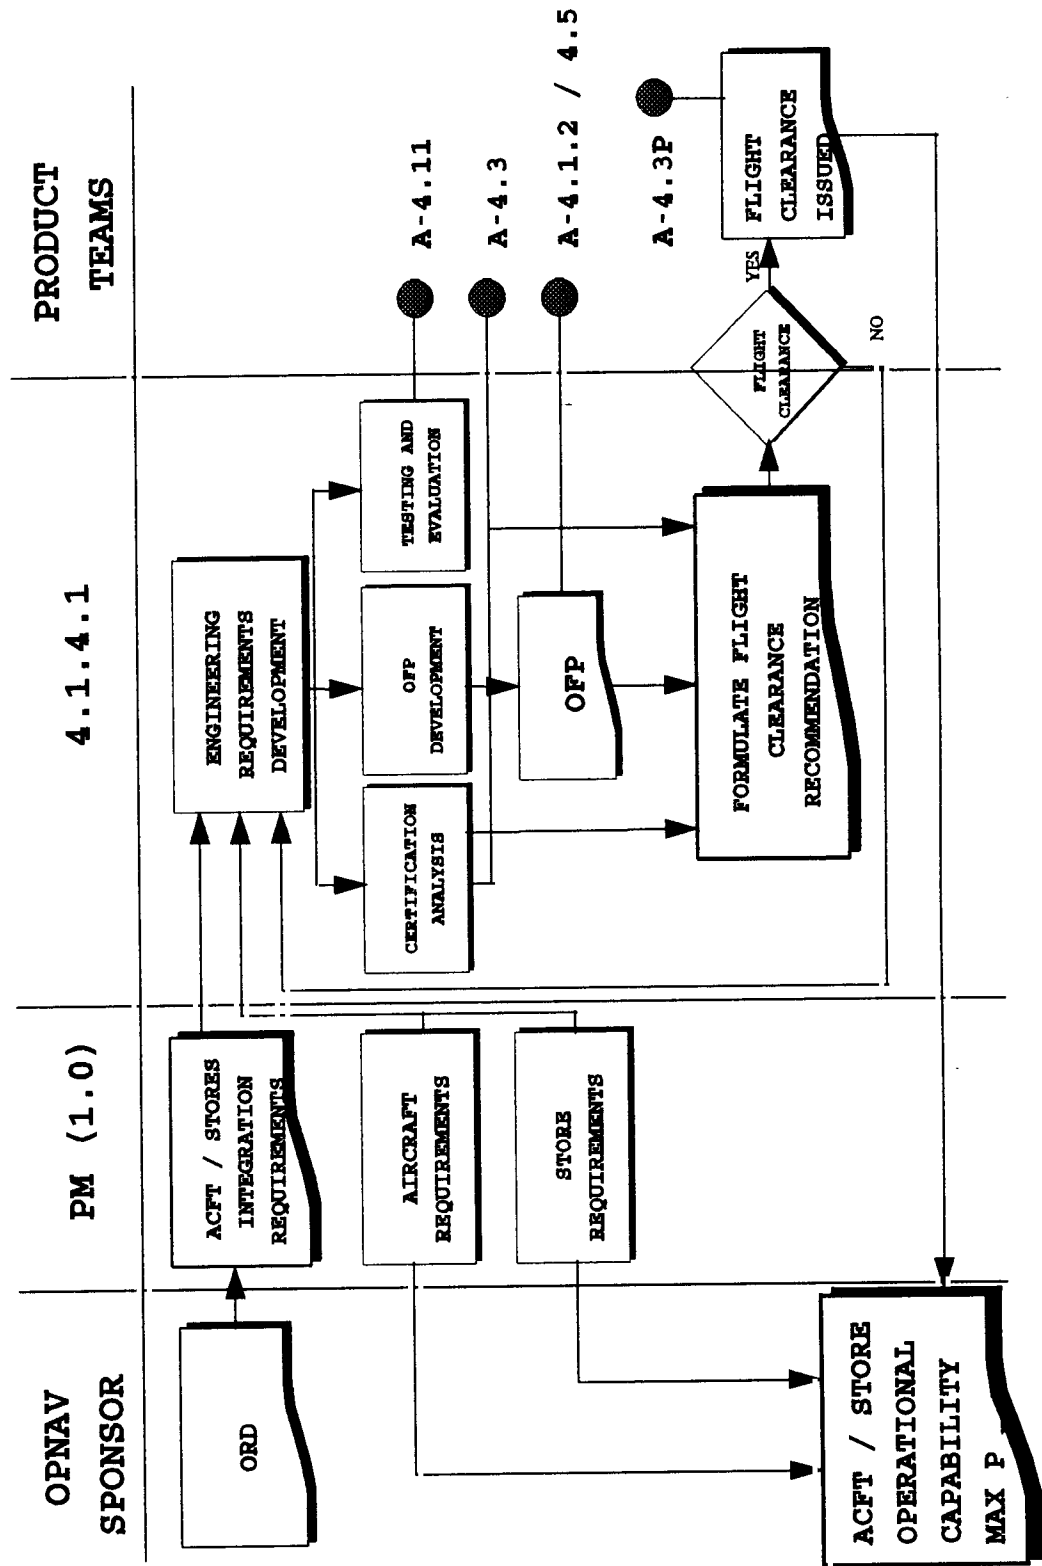 OPNAV
SPONSOR
PM (1.0)
4.1.4.1
PRODUCT
TEAMS
ORD
ACFT / STORES
INTEGRATION
REQUIREMENTS
ENGINEERING
REQUIREMENTS
DEVELOPMENT
AIRCRAFT
REQUIREMENTS
CERTIFICATION
ANALYSIS
OFP
DEVELOPMENT
TESTING AND
EVALUATION
A-4.11
A-4.3
STORE
REQUIREMENTS
OFP
A-4.1.2 / 4.5
A-4.3P
FORMULATE FLIGHT
CLEARANCE
RECOMMENDATION
FLIGHT
CLEARANCE
YES
NO
FLIGHT
CLEARANCE
ISSUED
ACFT / STORE
OPERATIONAL
CAPABILITY
MAX P